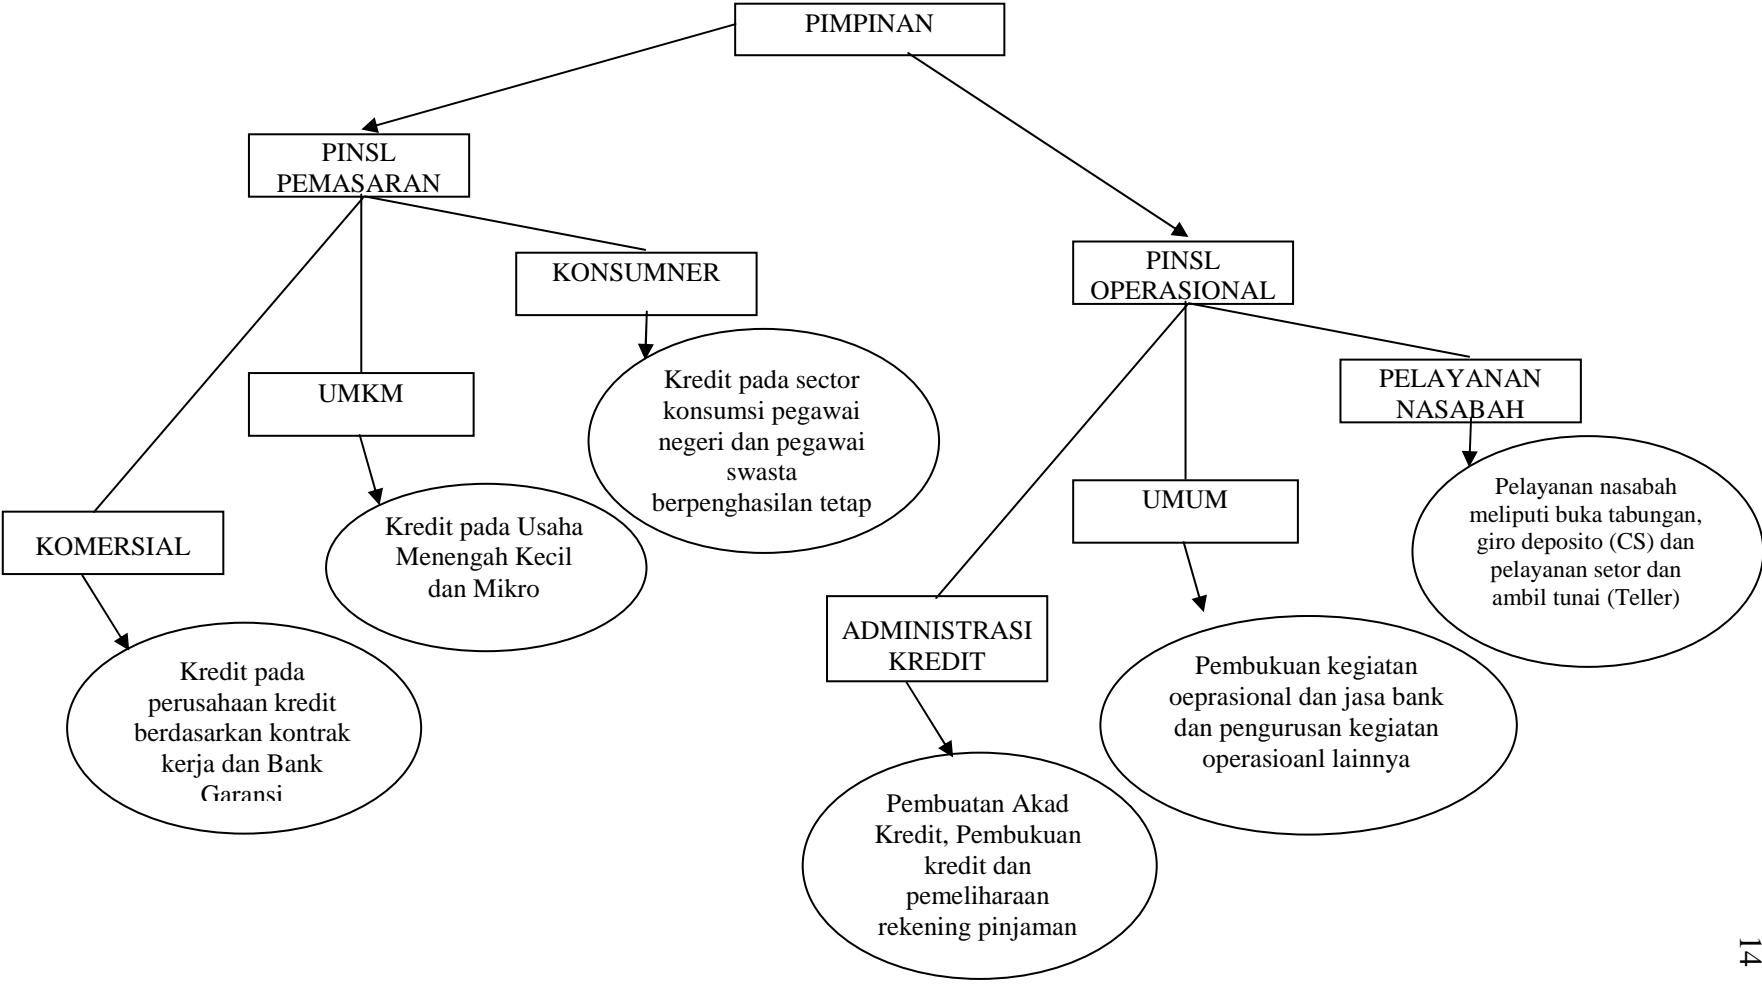 PIMPINAN
PINSL
PEMASARAN
KONSUMNER
Kredit pada sector
konsumsi pegawai
negeri dan pegawai
swasta
berpenghasilan tetap
UMKM
Kredit pada Usaha
Menengah Kecil
dan Mikro
KOMERSIAL
Kredit pada
perusahaan kredit
berdasarkan kontrak
kerja dan Bank
Garansi
PINSL
OPERASIONAL
PELAYANAN
NASABAH
Pelayanan nasabah
meliputi buka tabungan,
giro deposito (CS) dan
pelayanan setor dan
ambil tunai (Teller)
UMUM
Pembukuan kegiatan
oeprasional dan jasa bank
dan pengurusan kegiatan
operasioanl lainnya
ADMINISTRASI
KREDIT
Pembuatan Akad
Kredit, Pembukuan
kredit dan
pemeliharaan
rekening pinjaman
14